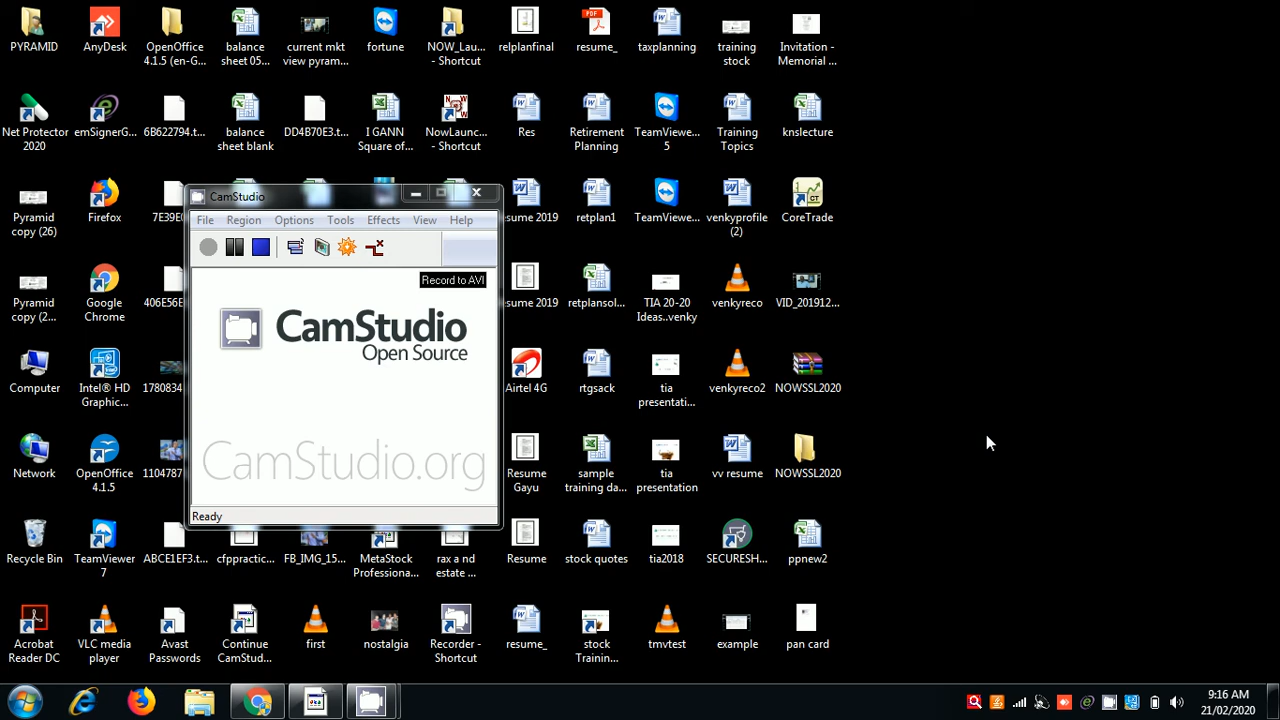 PYRAMID
AnyDesk
OpenOffice
4.1.5 (en-G...
balance
sheet 05...
current mkt
view pyram...
fortune
NOW_Lau...
- Shortcut
relplanfinal
resume_
taxplanning
training
stock
Invitation -
Memorial ...
Net Protector
2020
emSignerG...
6B622794.t...
balance
sheet blank
DD4B70E3.t...
I GANN
Square of...
NowLaunc...
- Shortcut
Res
Retirement
Planning
TeamViewe...
5
Training
Topics
knslecture
Pyramid
copy (26)
Firefox
7E39E0
CamStudio
File Region Options Tools Effects View Help
Record to AVI
CamStudio
Open Source
CamStudio.org
Ready
sume 2019
retplan1
TeamViewe...
venkyprofile
(2)
CoreTrade
Pyramid
copy (2...
Google
Chrome
406E56E
sume 2019
retplansol...
TIA 20-20
Ideas..venky
venkyreco
VID_201912...
Computer
Intel® HD
Graphic...
1780834
Airtel 4G
rtgsack
tia
presentati...
venkyreco2
NOWSSL2020
Network
OpenOffice
4.1.5
1104787
Resume
Gayu
sample
training da...
tia
presentation
vv resume
NOWSSL2020
Recycle Bin
TeamViewer
7
ABCE1EF3.t...
cfppractic...
FB_IMG_15...
MetaStock
Professiona...
rax a nd
estate ...
Resume
stock quotes
tia2018
SECURESH...
ppnew2
Acrobat
Reader DC
VLC media
player
Avast
Passwords
Continue
CamStud...
first
nostalgia
Recorder -
Shortcut
resume_
stock
Trainin...
tmvtest
example
pan card
9:16 AM
21/02/2020